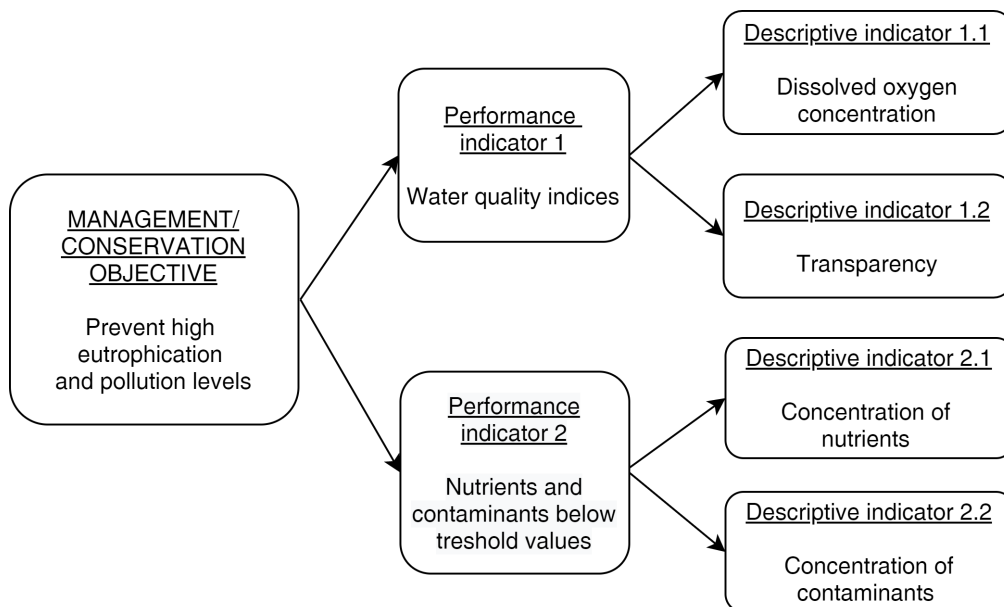 MANAGEMENT/
CONSERVATION
OBJECTIVE
Prevent high
eutrophication
and pollution levels
Performance
indicator 1
Water quality indices
Performance
indicator 2
Nutrients and
contaminants below
treshold values
Descriptive indicator 1.1
Dissolved oxygen
concentration
Descriptive indicator 1.2
Transparency
Descriptive indicator 2.1
Concentration of
nutrients
Descriptive indicator 2.2
Concentration of
contaminants